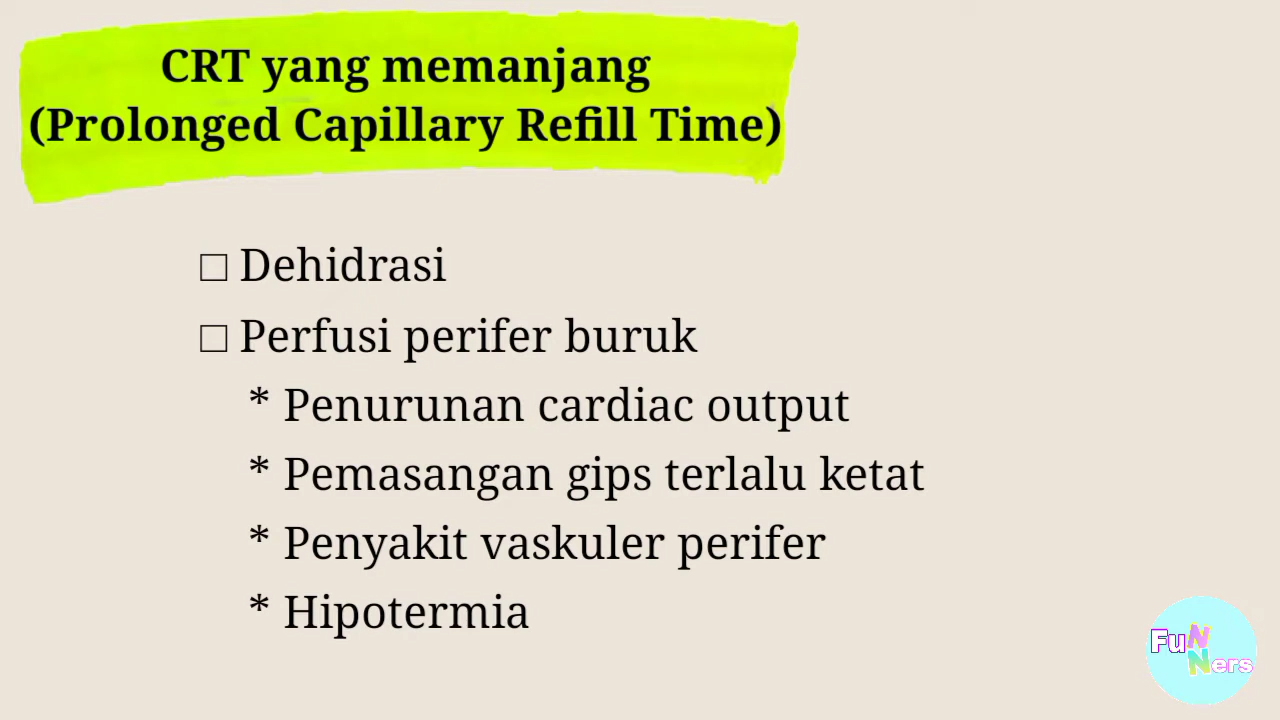 CRT yang memanjang
(Prolonged Capillary Refill Time)
□ Dehidrasi
□ Perfusi perifer buruk
* Penurunan cardiac output
* Pemasangan gips terlalu ketat
* Penyakit vaskuler perifer
* Hipotermia
FuN
Ners